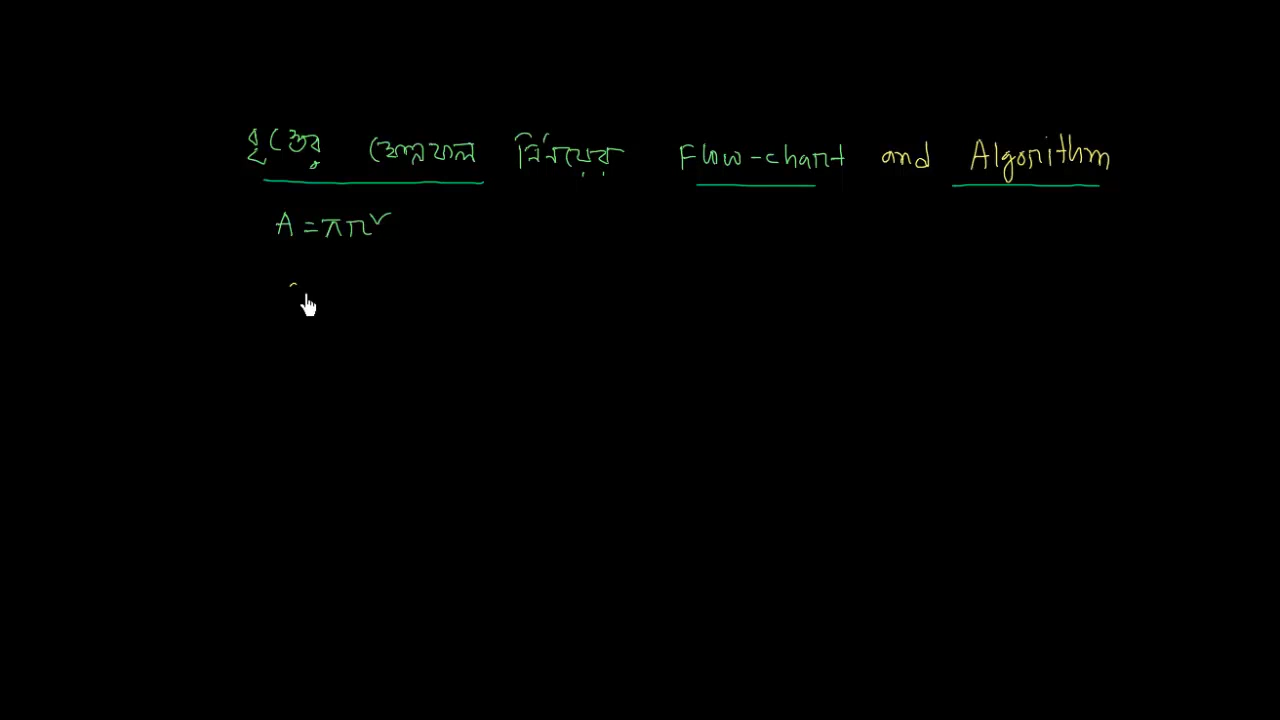 বৃত্তের ক্ষেত্রফল নির্ণয়ের Flow-chart and Algorithm
A = πr²